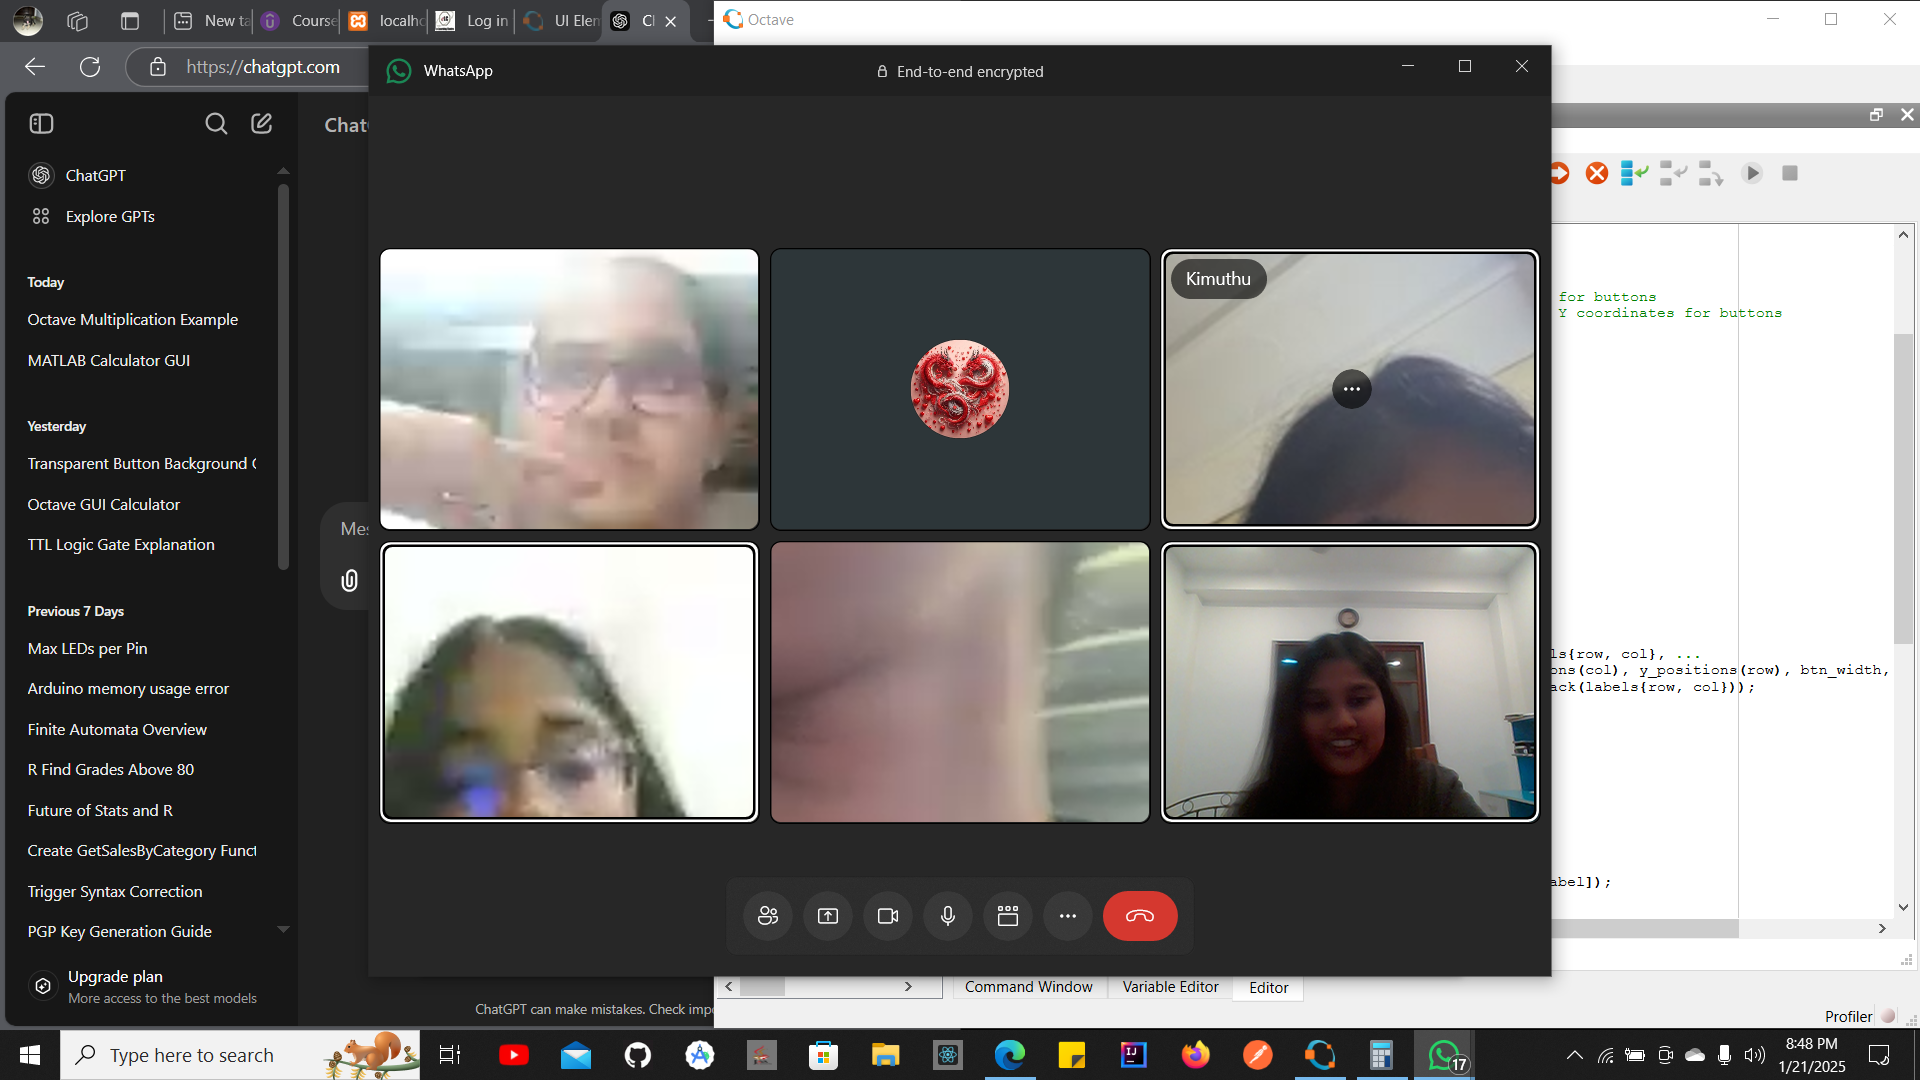 New ta
Course
localho
Log in
UI Elem
Cl
Octave
https://chatgpt.com
WhatsApp
End-to-end encrypted
Chat
ChatGPT
Explore GPTs
Today
Octave Multiplication Example
MATLAB Calculator GUI
Yesterday
Transparent Button Background
Octave GUI Calculator
TTL Logic Gate Explanation
Previous 7 Days
Max LEDs per Pin
Arduino memory usage error
Finite Automata Overview
R Find Grades Above 80
Future of Stats and R
Create GetSalesByCategory Funct
Trigger Syntax Correction
PGP Key Generation Guide
Upgrade plan
More access to the best models
Mes
ChatGPT can make mistakes. Check imp
Kimuthu
for buttons
Y coordinates for buttons
ls{row, col}, ...
ons(col), y_positions(row), btn_width,
ack(labels{row, col}));
abel]);
Command Window
Variable Editor
Editor
Profiler
Type here to search
17
8:48 PM
1/21/2025